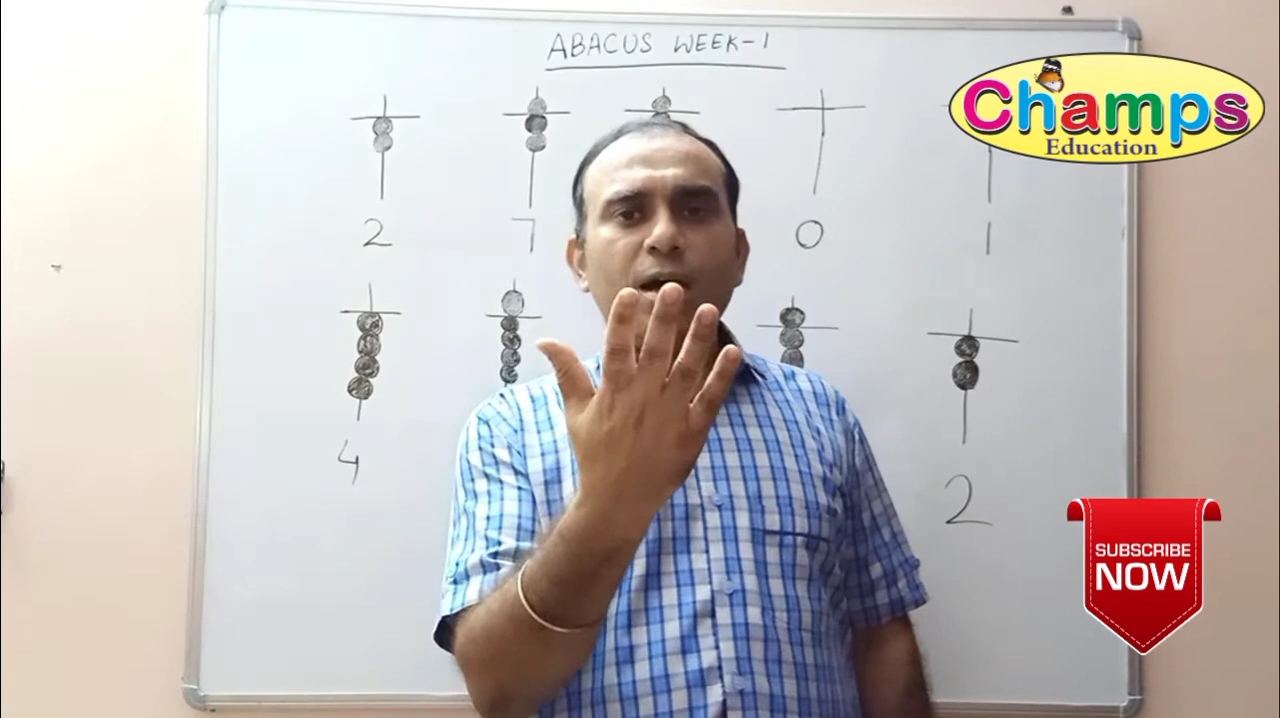 ABACUS WEEK-1
Champs
Education
2 7 0 1
4 2
SUBSCRIBE
NOW